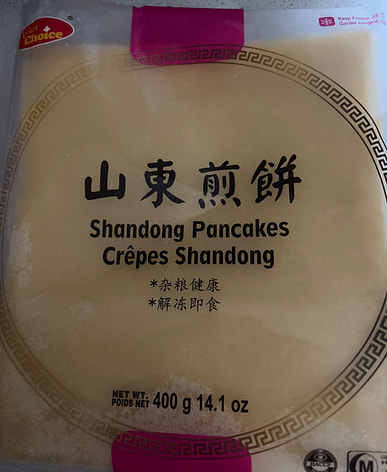 Choice
Keep Frozen
山東煎餅
Shandong Pancakes
Crêpes Shandong
*杂粮健康
*解冻即食
NET WT.
POIDS NET 400 g 14.1 oz
HACCP
M